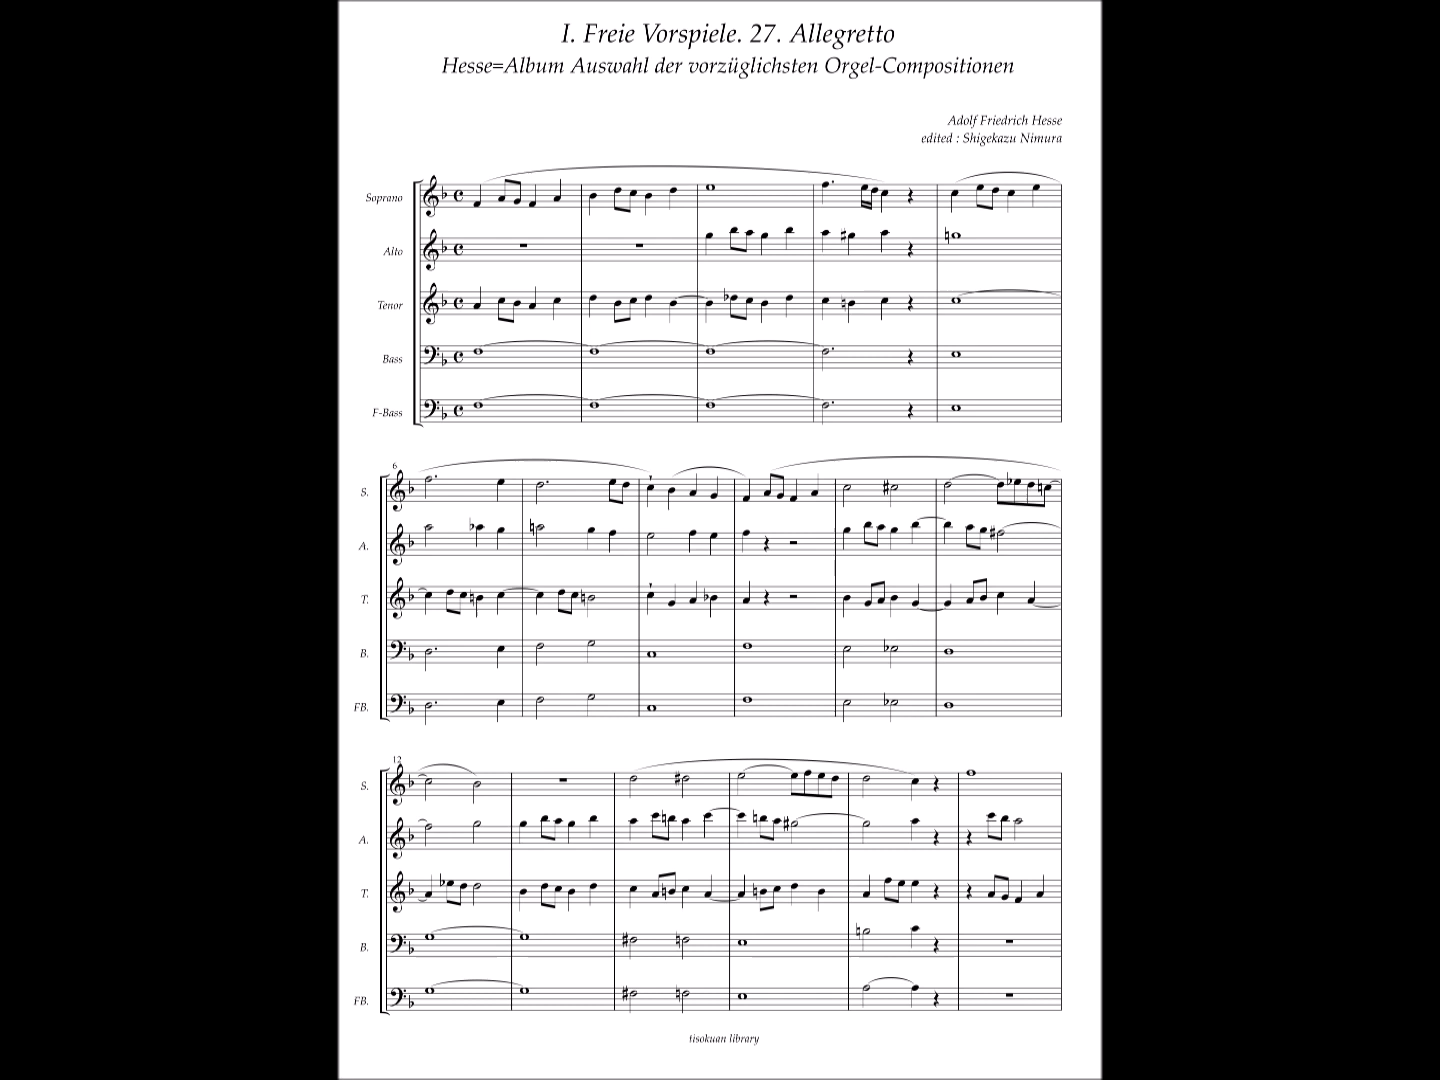 I. Freie Vorspiele. 27. Allegretto
Hesse=Album Auswahl der vorzüglichsten Orgel-Compositionen
Adolf Friedrich Hesse
edited : Shigekazu Nimura
Soprano
Alto
Tenor
Bass
F-Bass
6
S.
A.
T.
B.
FB.
12
S.
A.
T.
B.
FB.
tisokuan library